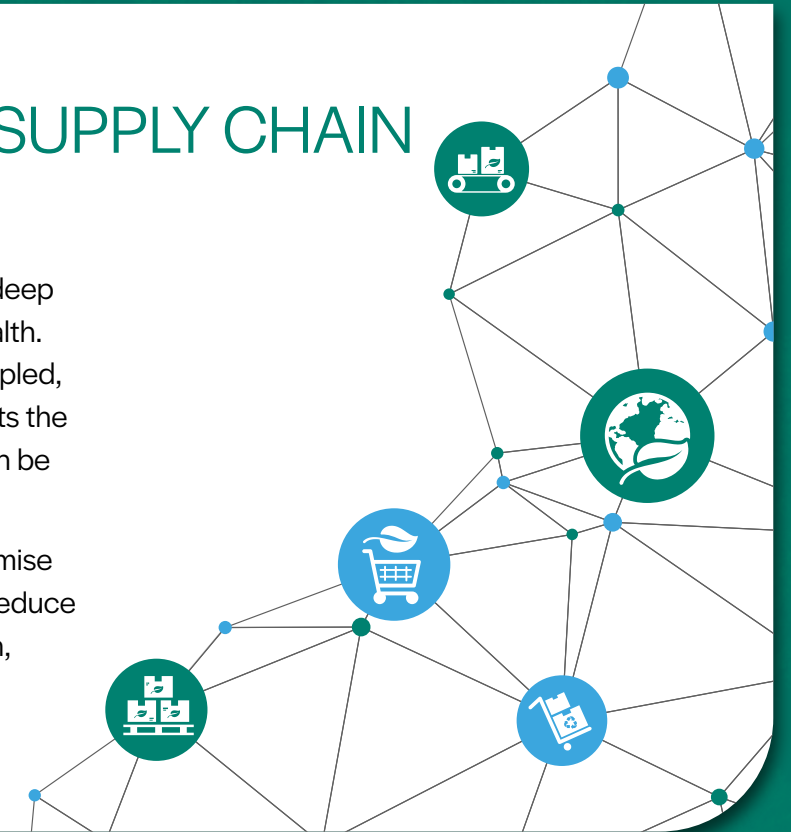 SUPPLY CHAIN
deep
alth.
pled,
ts the
n be
mise
educe
n,